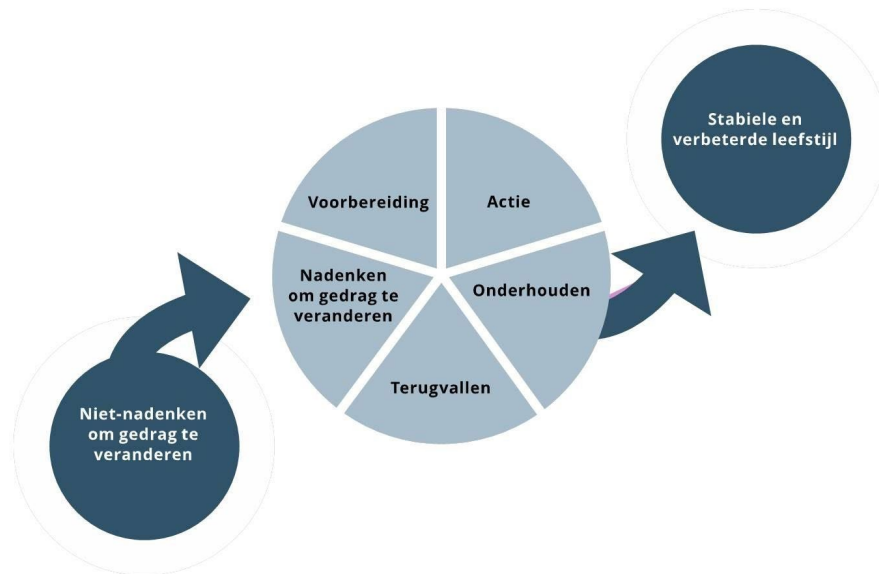 Stabiele en
verbeterde leefstijl
Voorbereiding
Actie
Nadenken
om gedrag te
veranderen
Onderhouden
Terugvallen
Niet-nadenken
om gedrag te
veranderen